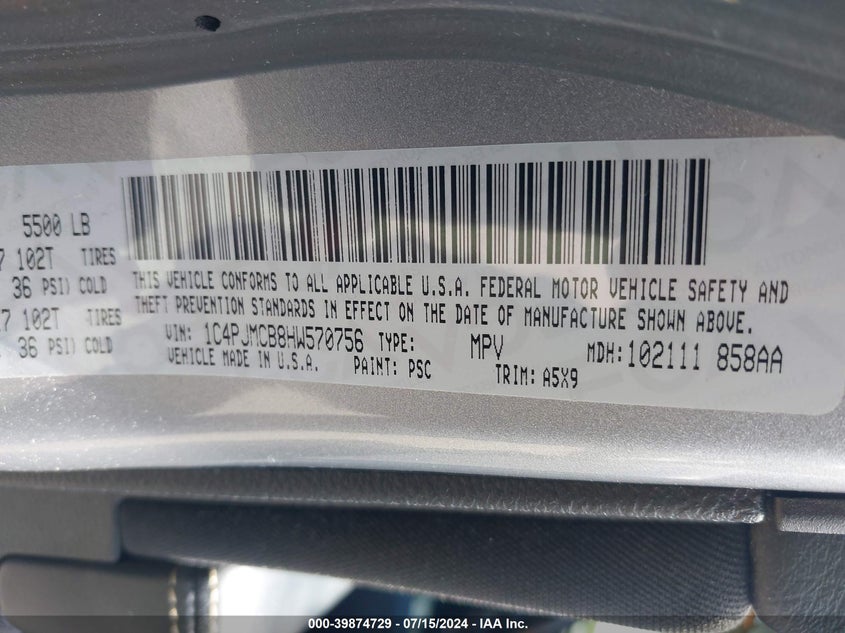 5500 LB
7 102T TIRES
36 PSI) COLD
7 102T TIRES
36 PSI) COLD
THIS VEHICLE CONFORMS TO ALL APPLICABLE U.S.A. FEDERAL MOTOR VEHICLE SAFETY AND
THEFT PREVENTION STANDARDS IN EFFECT ON THE DATE OF MANUFACTURE SHOWN ABOVE.
VIN: 1C4PJMCB8HW570756 TYPE: MPV MDH: 102111 858AA
VEHICLE MADE IN U.S.A. PAINT: PSC TRIM: A5X9
000-39874729 - 07/15/2024 - IAA Inc.